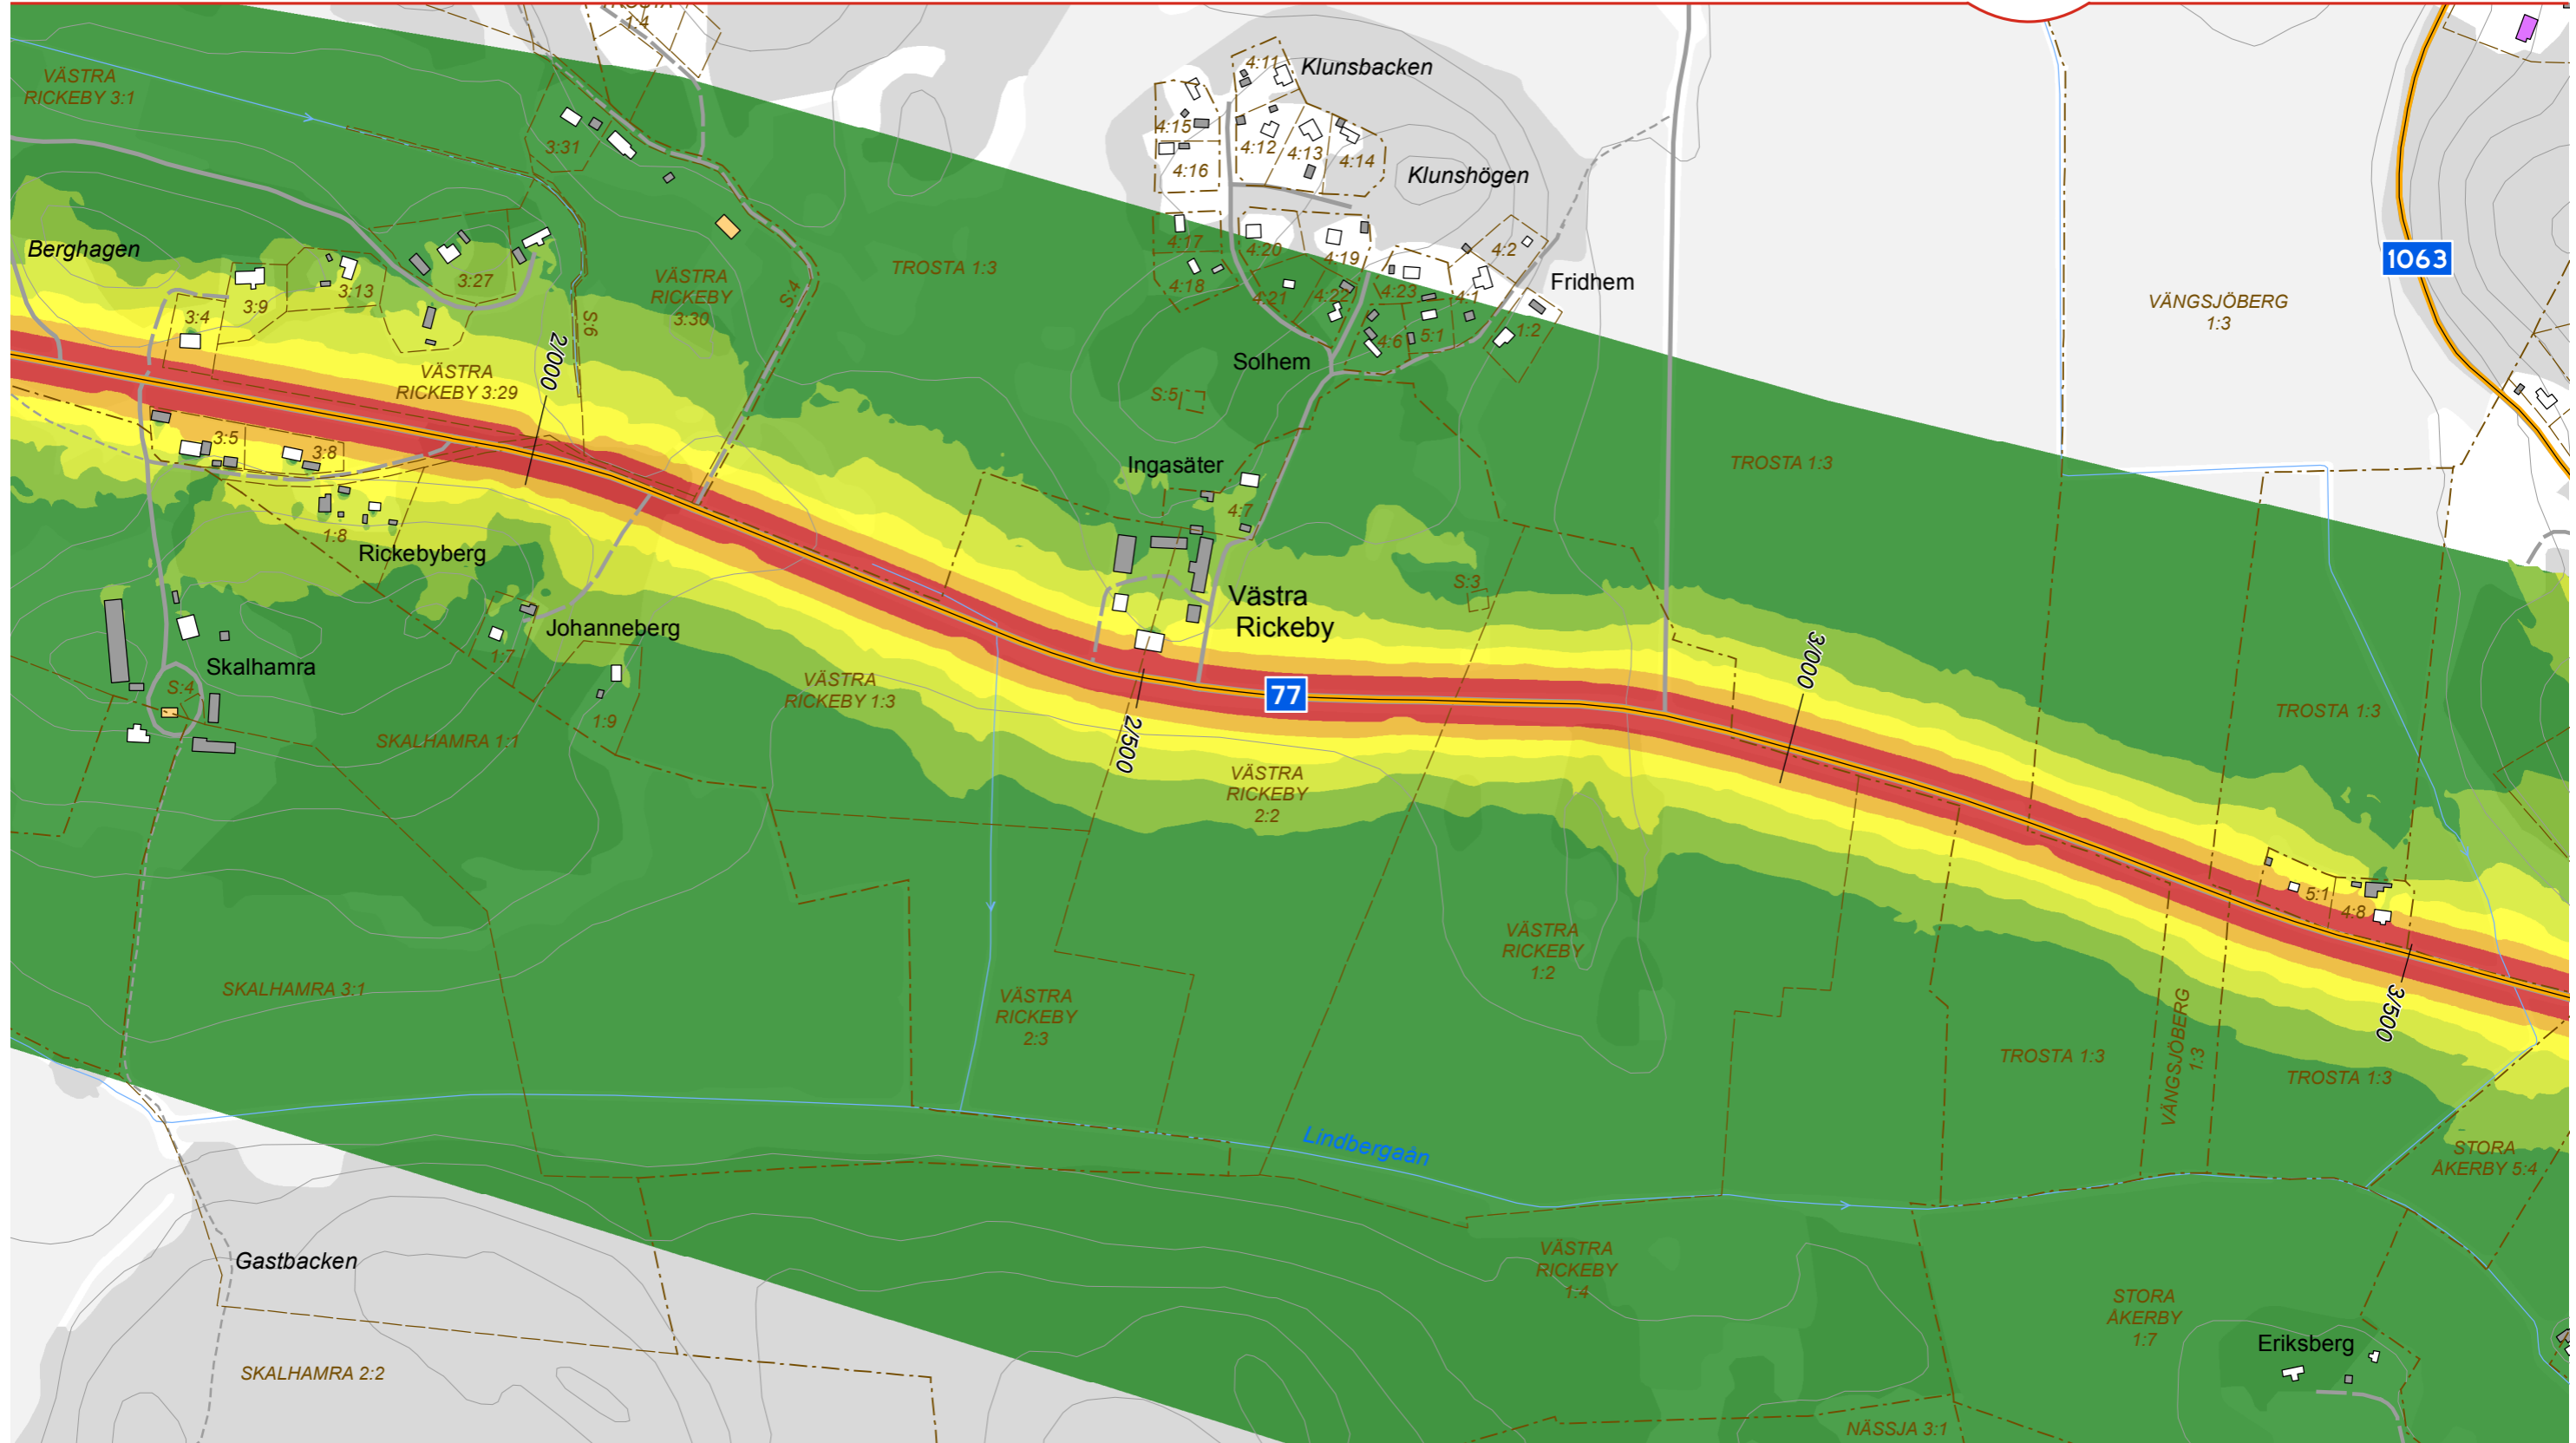 TROSTA
1:4
VÄSTRA
RICKEBY 3:1
4:11
Klunsbacken
3:31
4:15
4:12
4:13
4:14
4:16
Klunshögen
Berghagen
3:27
3:13
3:9
3:4
S:6
VÄSTRA
RICKEBY
3:30
S:4
TROSTA 1:3
4:17
4:18
4:20
4:19
4:21
4:22
4:23
4:1
4:2
Fridhem
1:2
5:1
4:6
1063
VÄNGSJÖBERG
1:3
2/000
VÄSTRA
RICKEBY 3:29
Solhem
S:5
3:5
3:8
Ingasäter
4:7
TROSTA 1:3
1:8
Rickebyberg
S:3
Västra
Rickeby
1:7
Johanneberg
Skalhamra
S:4
1:9
VÄSTRA
RICKEBY 1:3
77
3/000
TROSTA 1:3
SKALHAMRA 1:1
2/500
VÄSTRA
RICKEBY
2:2
5:1
4:8
VÄSTRA
RICKEBY
1:2
SKALHAMRA 3:1
VÄSTRA
RICKEBY
2:3
3/500
TROSTA 1:3
VÄNGSJÖBERG
1:3
TROSTA 1:3
Lindbergaån
STORA
ÅKERBY 5:4
Gastbacken
VÄSTRA
RICKEBY
1:4
STORA
ÅKERBY
1:7
Eriksberg
SKALHAMRA 2:2
NÄSSJA 3:1